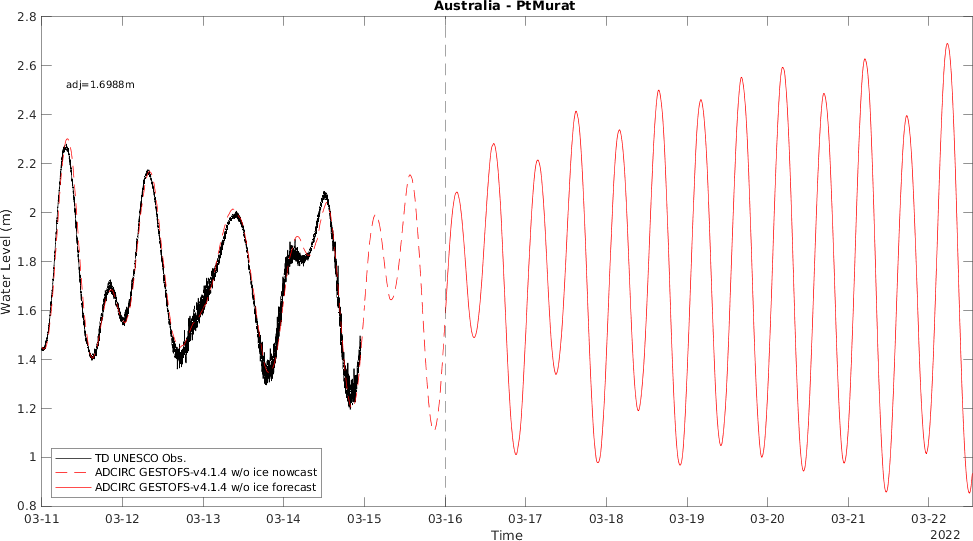 Australia - PtMurat
2.8
2.6
2.4
2.2
2
1.8
1.6
1.4
1.2
1
0.8
Water Level (m)
adj=1.6988m
TD UNESCO Obs.
ADCIRC GESTOFS-v4.1.4 w/o ice nowcast
ADCIRC GESTOFS-v4.1.4 w/o ice forecast
03-11 03-12 03-13 03-14 03-15 03-16 03-17 03-18 03-19 03-20 03-21 03-22
Time
2022